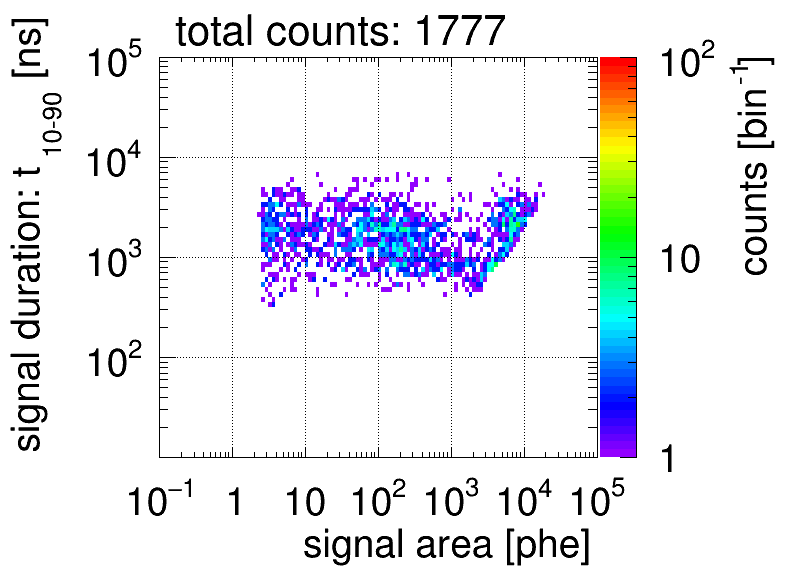 total counts: 1777
signal duration: t 10-90 [ns]
10^5
10^4
10^3
10^2
10^−1 1 10 10^2 10^3 10^4 10^5
signal area [phe]
10^2
10
1
counts [bin^-1]